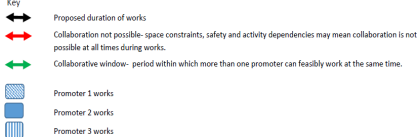 Key
Proposed duration of works
Collaboration not possible- space constraints, safety and activity dependencies may mean collaboration is not
possible at all times during works.
Collaborative window- period within which more than one promoter can feasibly work at the same time.
Promoter 1 works
Promoter 2 works
Promoter 3 works